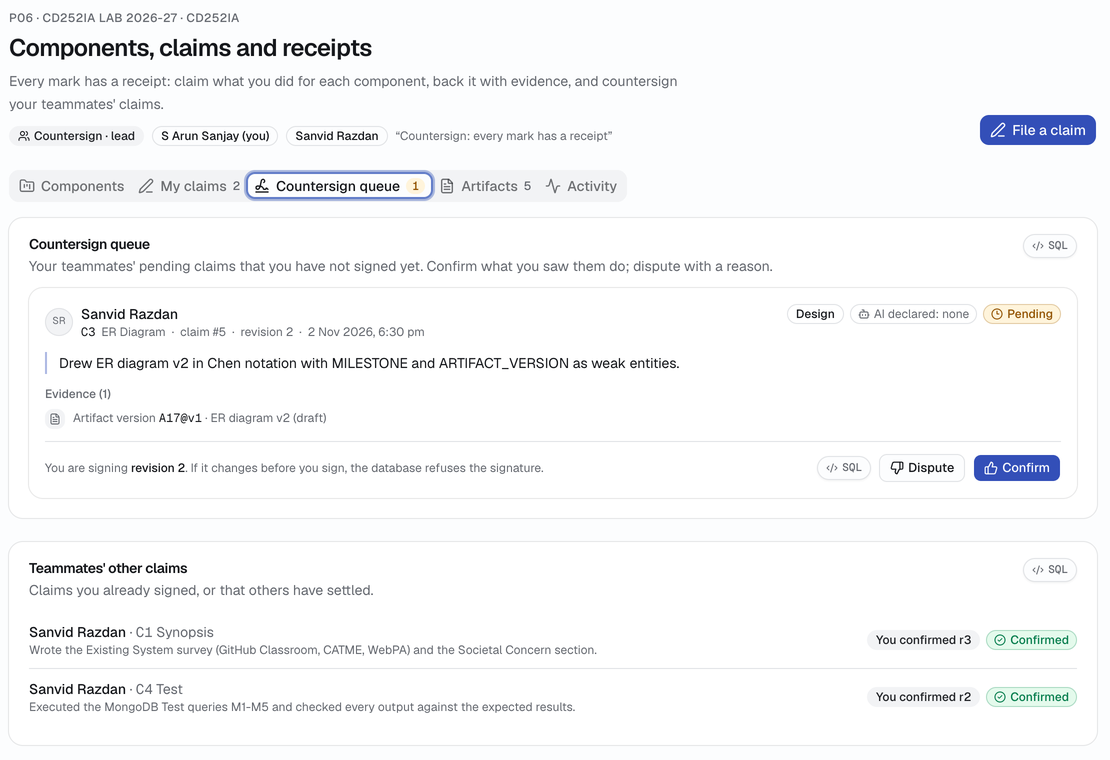 P06 · CD252IA LAB 2026-27 · CD252IA
Components, claims and receipts
Every mark has a receipt: claim what you did for each component, back it with evidence, and countersign
your teammates' claims.
Countersign · lead S Arun Sanjay (you) Sanvid Razdan “Countersign: every mark has a receipt”
File a claim
Components My claims 2 Countersign queue 1 Artifacts 5 Activity
Countersign queue
</> SQL
Your teammates' pending claims that you have not signed yet. Confirm what you saw them do; dispute with a reason.
SR
Sanvid Razdan
Design AI declared: none Pending
C3 ER Diagram · claim #5 · revision 2 · 2 Nov 2026, 6:30 pm
Drew ER diagram v2 in Chen notation with MILESTONE and ARTIFACT_VERSION as weak entities.
Evidence (1)
Artifact version A17@v1 · ER diagram v2 (draft)
You are signing revision 2. If it changes before you sign, the database refuses the signature.
</> SQL Dispute Confirm
Teammates' other claims
</> SQL
Claims you already signed, or that others have settled.
Sanvid Razdan · C1 Synopsis
Wrote the Existing System survey (GitHub Classroom, CATME, WebPA) and the Societal Concern section.
You confirmed r3 Confirmed
Sanvid Razdan · C4 Test
Executed the MongoDB Test queries M1-M5 and checked every output against the expected results.
You confirmed r2 Confirmed